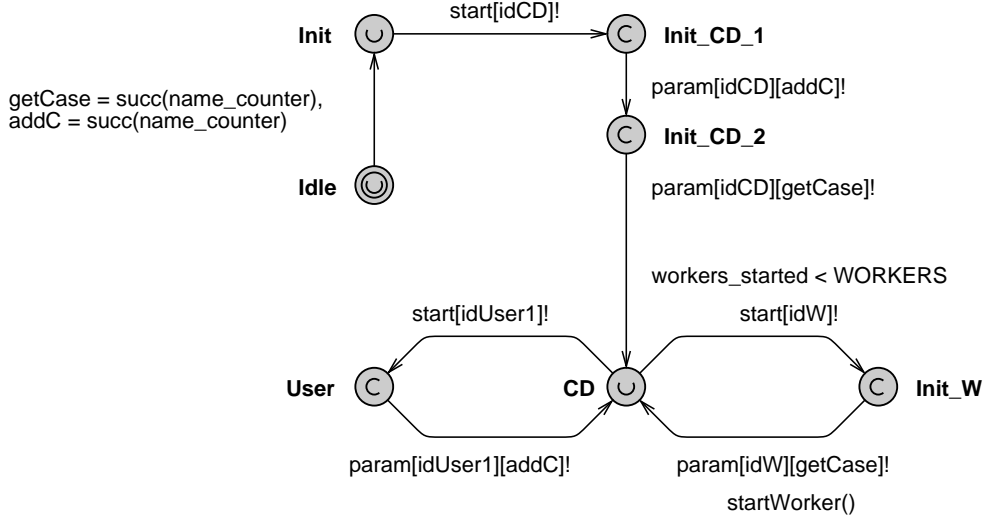 start[idCD]!
Init
Init_CD_1
getCase = succ(name_counter),
addC = succ(name_counter)
param[idCD][addC]!
Init_CD_2
Idle
param[idCD][getCase]!
workers_started < WORKERS
start[idUser1]!
start[idW]!
User
CD
Init_W
param[idUser1][addC]!
param[idW][getCase]!
startWorker()